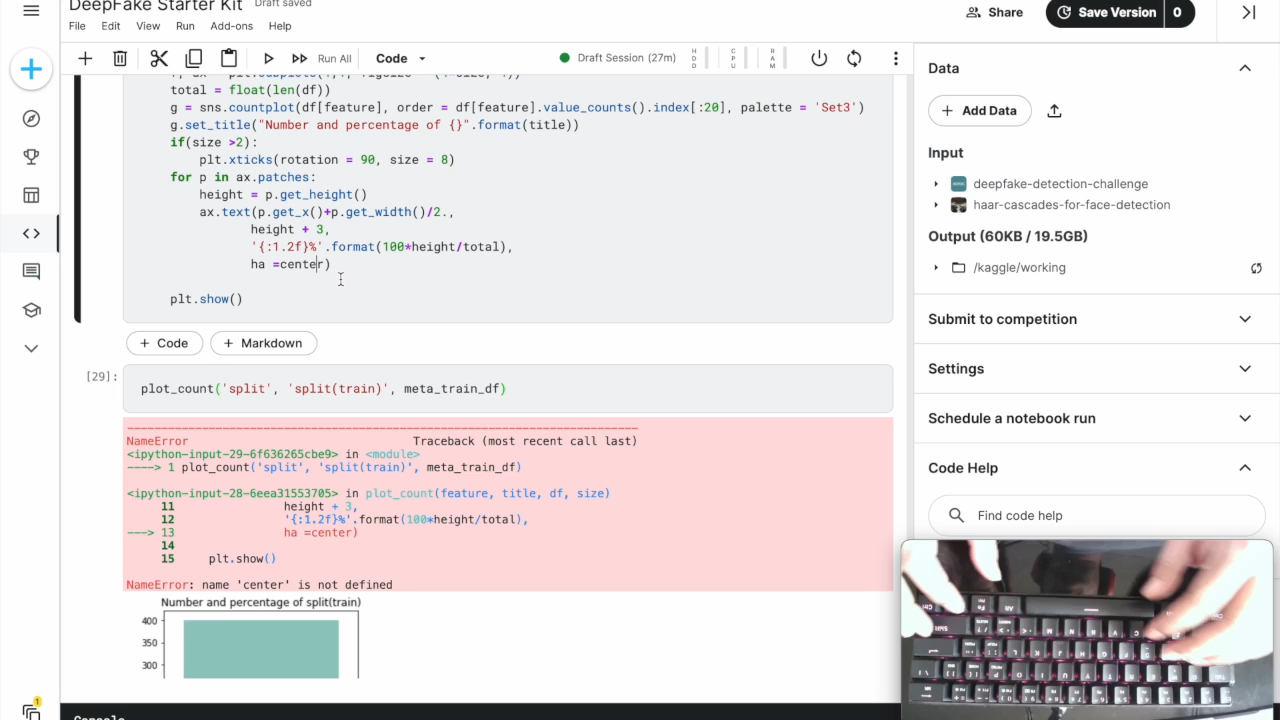 DeepFake Starter Kit
Draft saved
File Edit View Run Add-ons Help
Share
Save Version 0
Run All
Code
Draft Session (27m)
HDD
CPU
RAM
total = float(len(df))
g = sns.countplot(df[feature], order = df[feature].value_counts().index[:20], palette = 'Set3')
g.set_title("Number and percentage of {}".format(title))
if(size >2):
plt.xticks(rotation = 90, size = 8)
for p in ax.patches:
height = p.get_height()
ax.text(p.get_x()+p.get_width()/2.,
height + 3,
'{:1.2f}%'.format(100*height/total),
ha =center)
plt.show()
+ Code
+ Markdown
[29]:
plot_count('split', 'split(train)', meta_train_df)
NameError Traceback (most recent call last)
<ipython-input-29-6f636265cbe9> in <module>
----> 1 plot_count('split', 'split(train)', meta_train_df)
<ipython-input-28-6eea31553705> in plot_count(feature, title, df, size)
11 height + 3,
12 '{:1.2f}%'.format(100*height/total),
---> 13 ha =center)
14
15 plt.show()
NameError: name 'center' is not defined
Number and percentage of split(train)
400
350
300
Data
+ Add Data
Input
deepfake-detection-challenge
haar-cascades-for-face-detection
Output (60KB / 19.5GB)
/kaggle/working
Submit to competition
Settings
Schedule a notebook run
Code Help
Find code help
1
Console